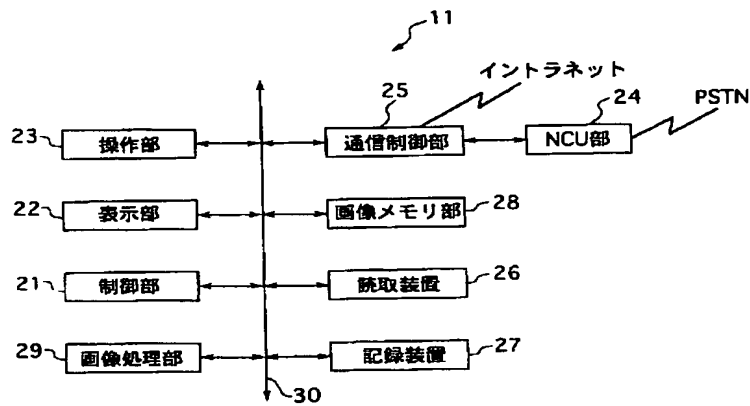 11
イントラネット
25
24
PSTN
23
操作部
通信制御部
NCU部
22
表示部
画像メモリ部
28
21
制御部
読取装置
26
29
画像処理部
記録装置
27
30